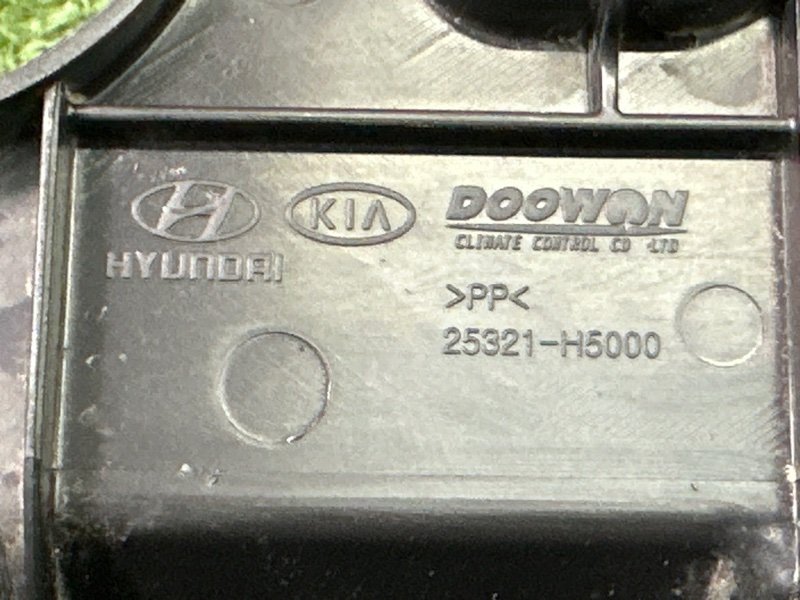 HYUNDAI
KIA
DOOWON
CLIMATE CONTROL CO LTD
>PP<
25321-H5000